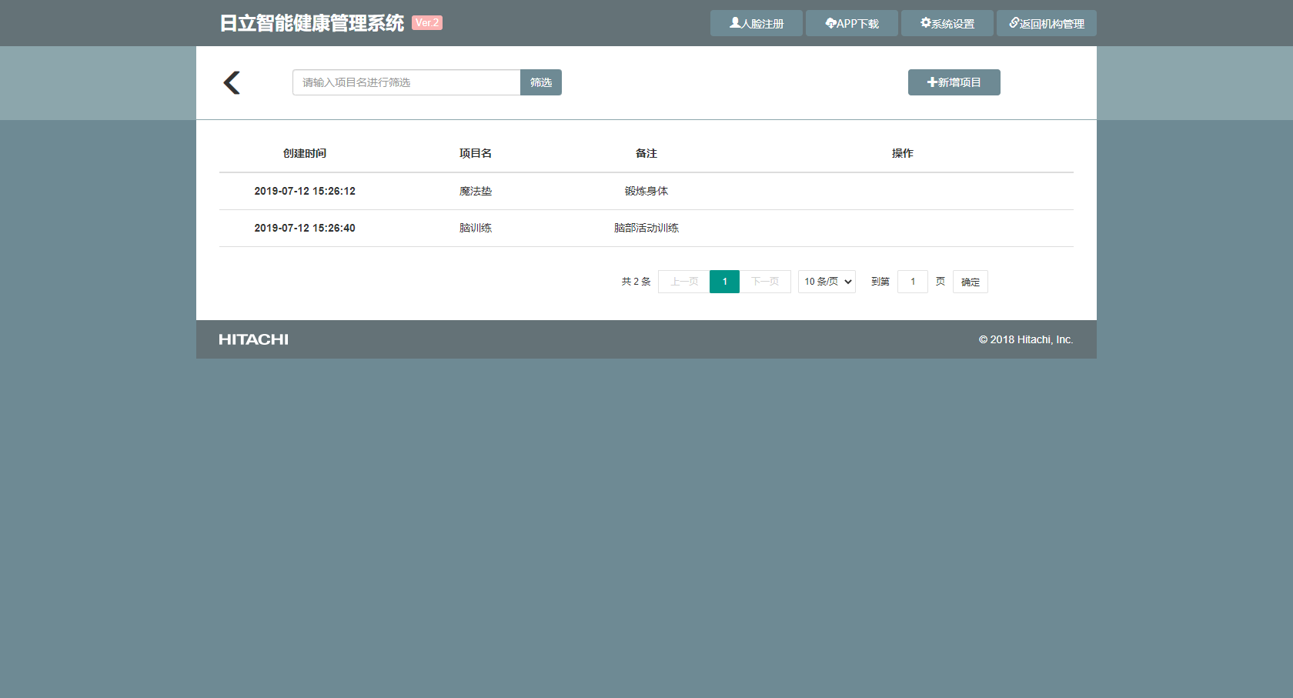 日立智能健康管理系统 Ver.2 人脸注册 APP下载 系统设置 返回机构管理
请输入项目名进行筛选 筛选 新增项目
创建时间 项目名 备注 操作
2019-07-12 15:26:12 魔法垫 锻炼身体
2019-07-12 15:26:40 脑训练 脑部活动训练
共 2 条 上一页 1 下一页 10 条/页 到第 1 页 确定
HITACHI © 2018 Hitachi, Inc.